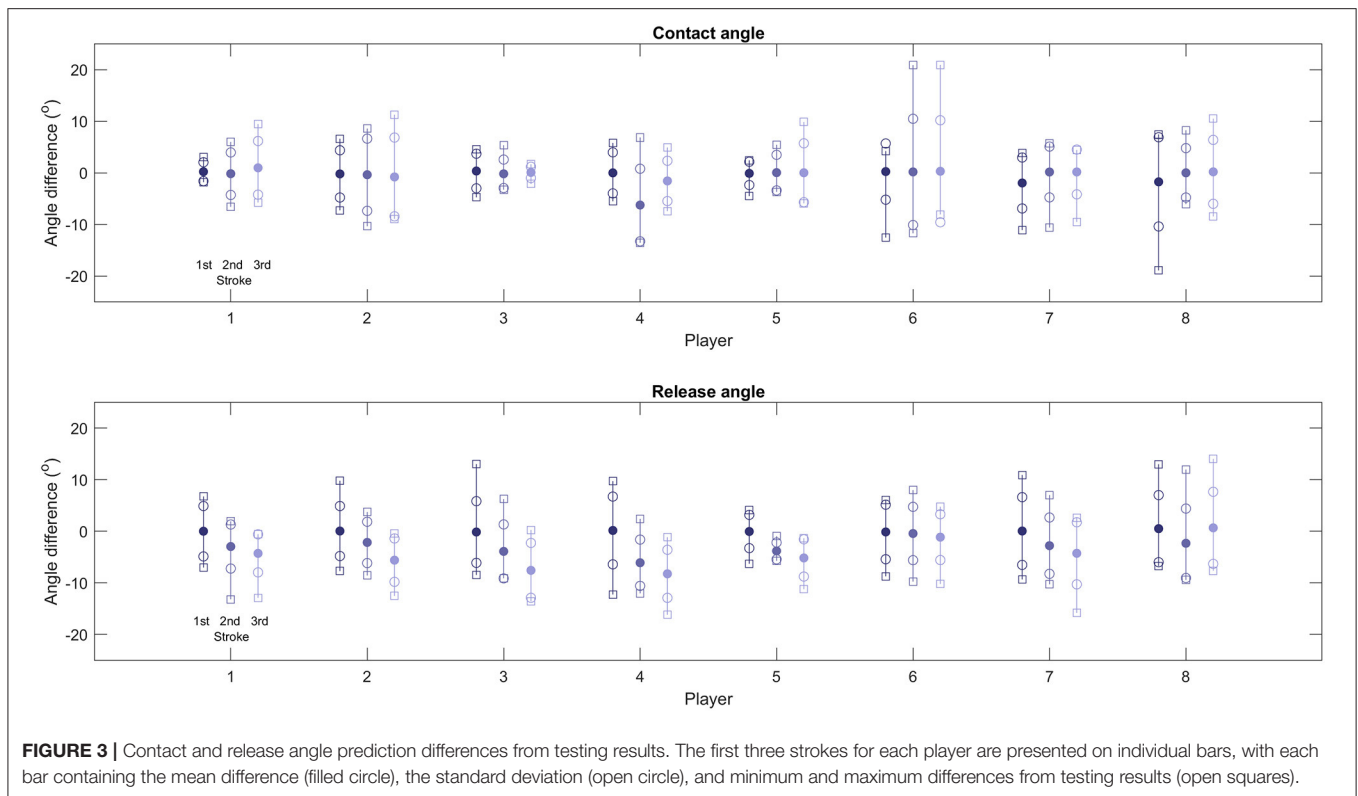 Contact angle
20
10
0
-10
-20
Angle difference (o)
1st 2nd 3rd
Stroke
1 2 3 4 5 6 7 8
Player
Release angle
20
10
0
-10
-20
Angle difference (o)
1st 2nd 3rd
Stroke
1 2 3 4 5 6 7 8
Player
FIGURE 3 | Contact and release angle prediction differences from testing results. The first three strokes for each player are presented on individual bars, with each
bar containing the mean difference (filled circle), the standard deviation (open circle), and minimum and maximum differences from testing results (open squares).